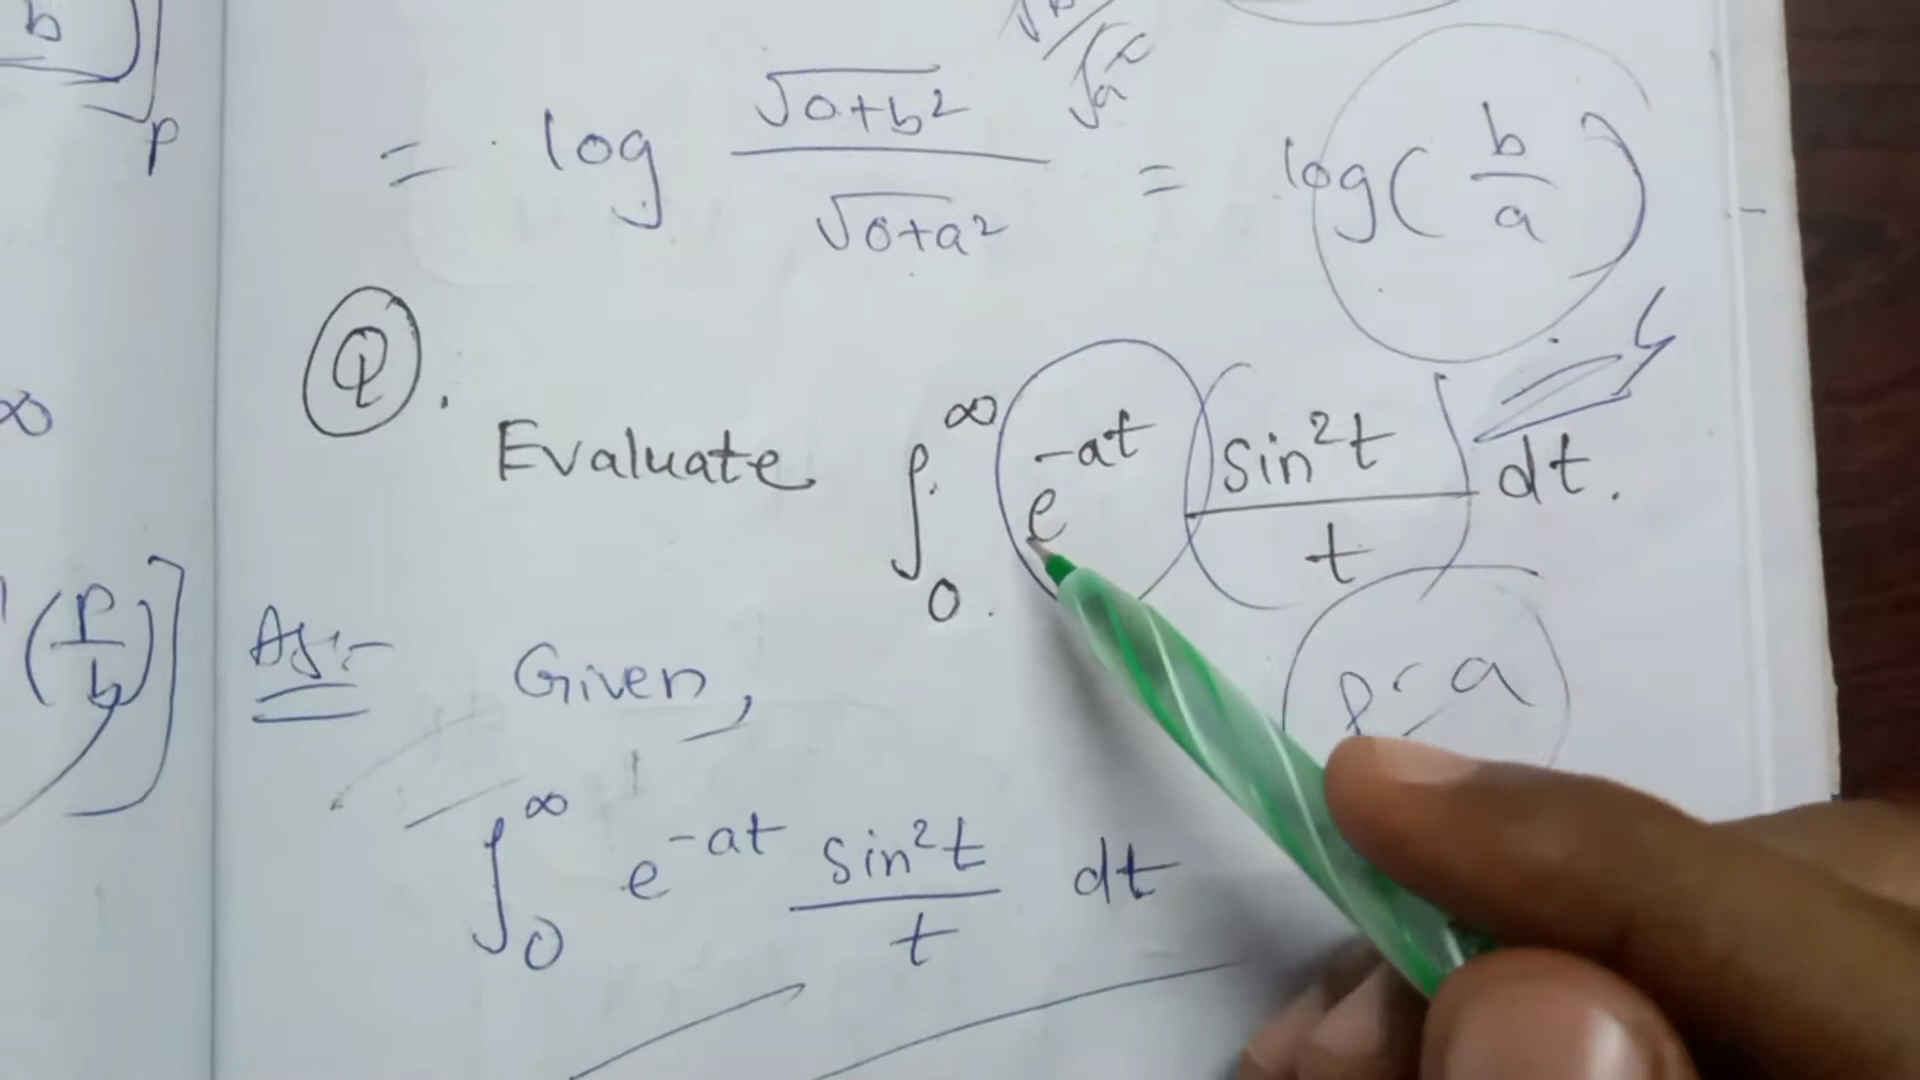 b
p
= log √0+b² / √0+a² = log(b/a)
Q.
Evaluate ∫₀^∞ e^-at sin²t / t dt.
∞
(p/b)]
Given,
a
∫₀^∞ e^-at sin²t / t dt